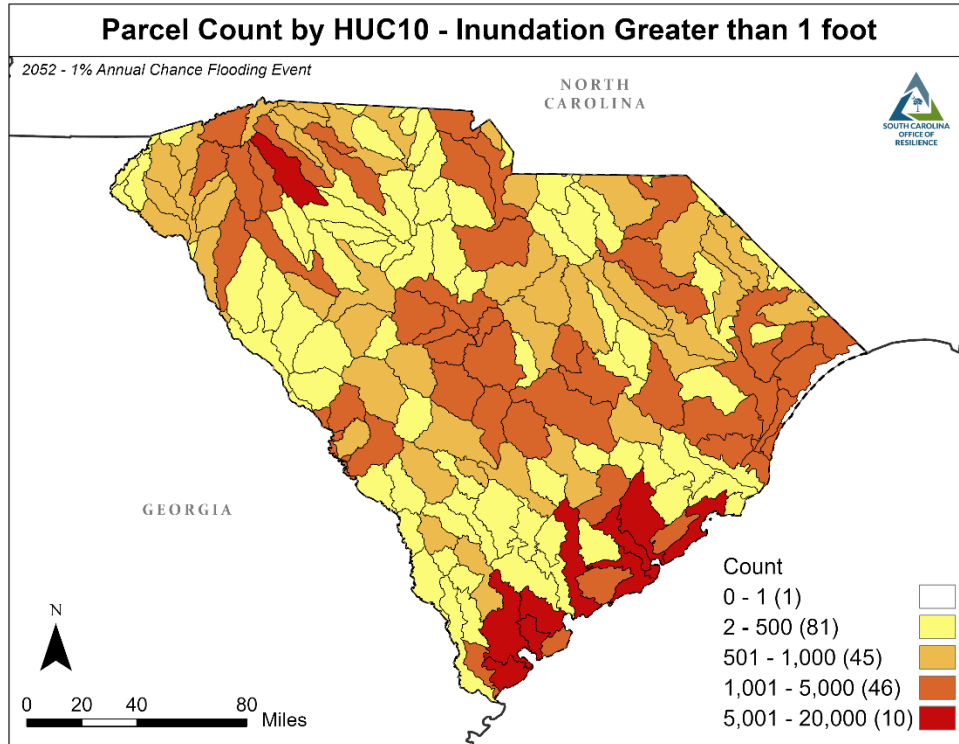 Parcel Count by HUC10 - Inundation Greater than 1 foot
2052 - 1% Annual Chance Flooding Event
NORTH
CAROLINA
SOUTH CAROLINA
OFFICE OF
RESILIENCE
GEORGIA
Count
0 - 1 (1)
2 - 500 (81)
501 - 1,000 (45)
1,001 - 5,000 (46)
5,001 - 20,000 (10)
N
0 20 40 80
Miles